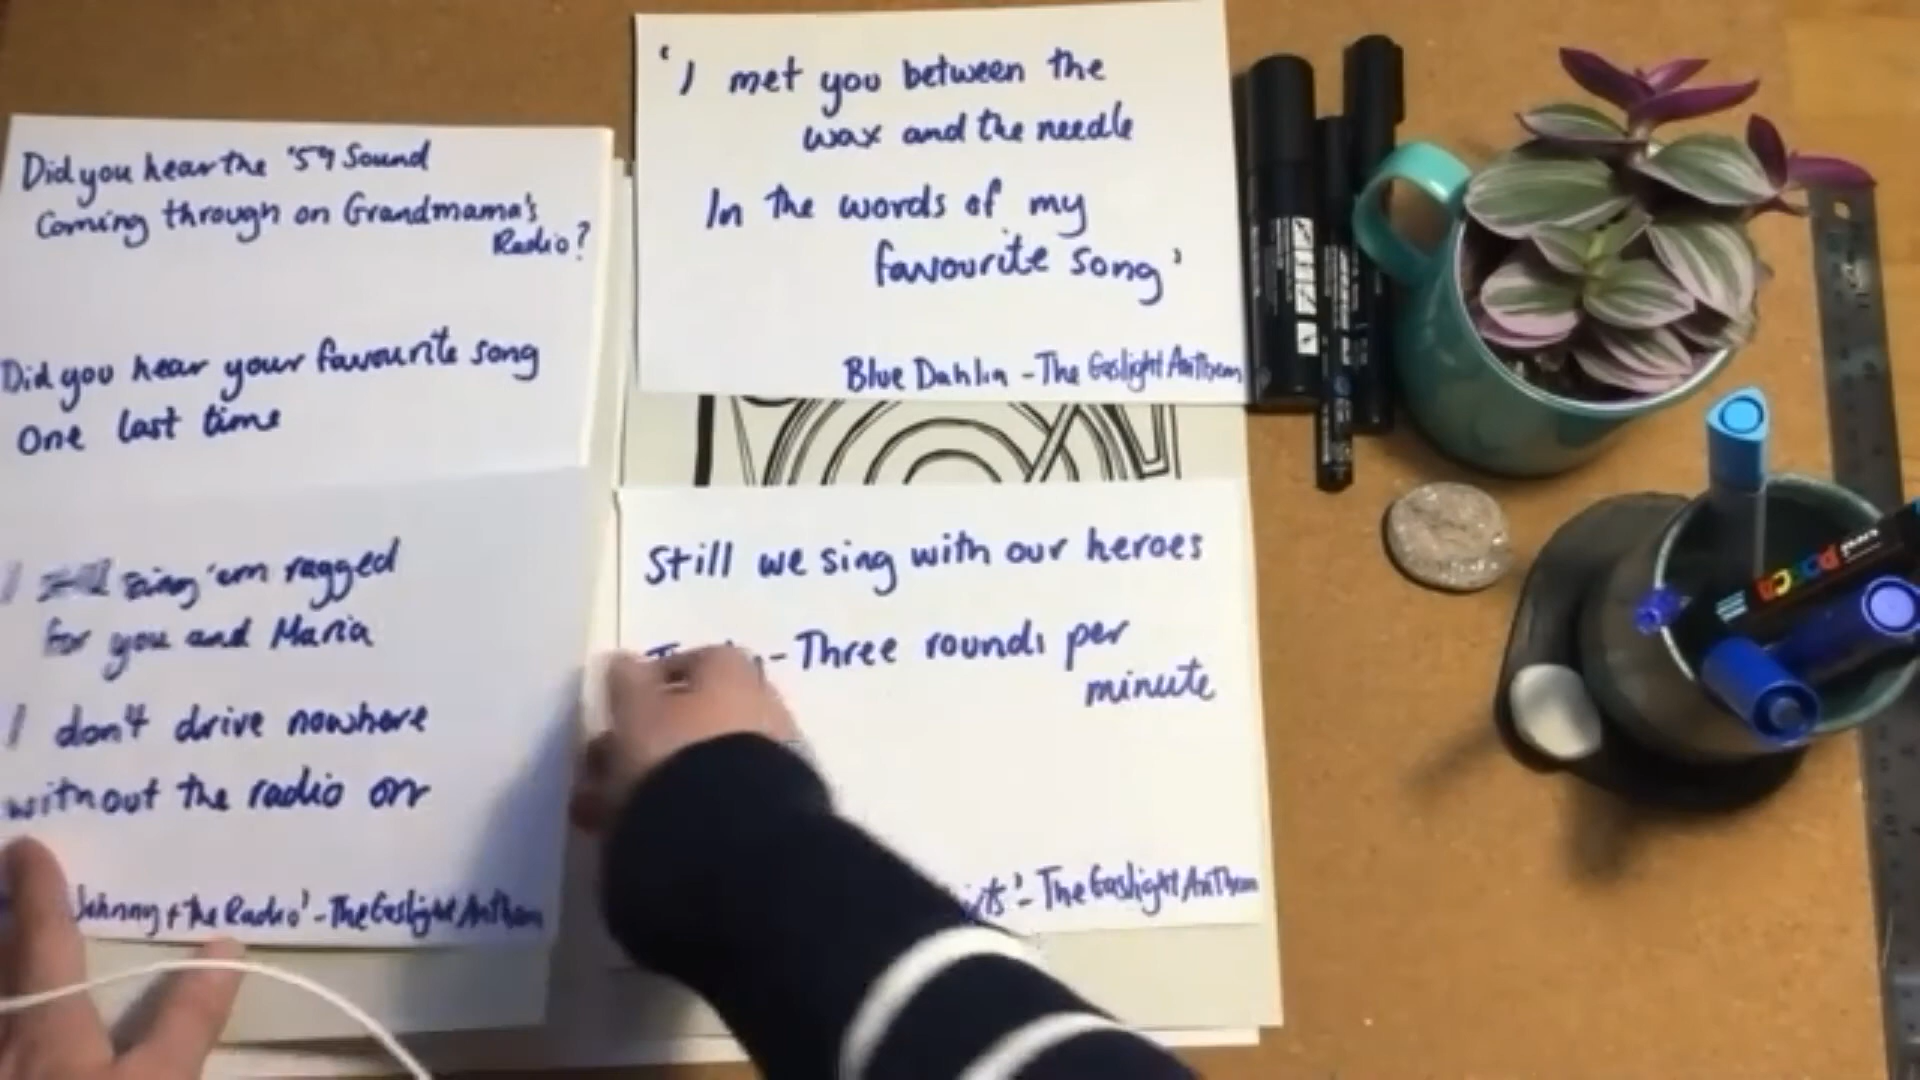 Did you hear the '59 Sound
Coming through on Grandmama's
Radio?
Did you hear your favourite song
One last time
I sing 'em ragged
for you and Maria
I don't drive nowhere
without the radio on
Johnny + the Radio' - The Gaslight Anthem
'I met you between the
wax and the needle
In the words of my
favourite song'
Blue Dahlia - The Gaslight Anthem
Still we sing with our heroes
- Three rounds per
minute
' - The Gaslight Anthem
POSCA